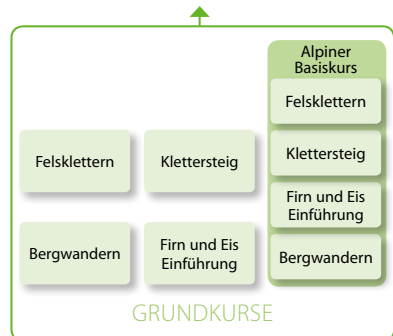 Alpiner
Basiskurs
Felsklettern
Klettersteig
Firn und Eis
Einführung
Bergwandern
Felsklettern
Klettersteig
Bergwandern
Firn und Eis
Einführung
GRUNDKURSE